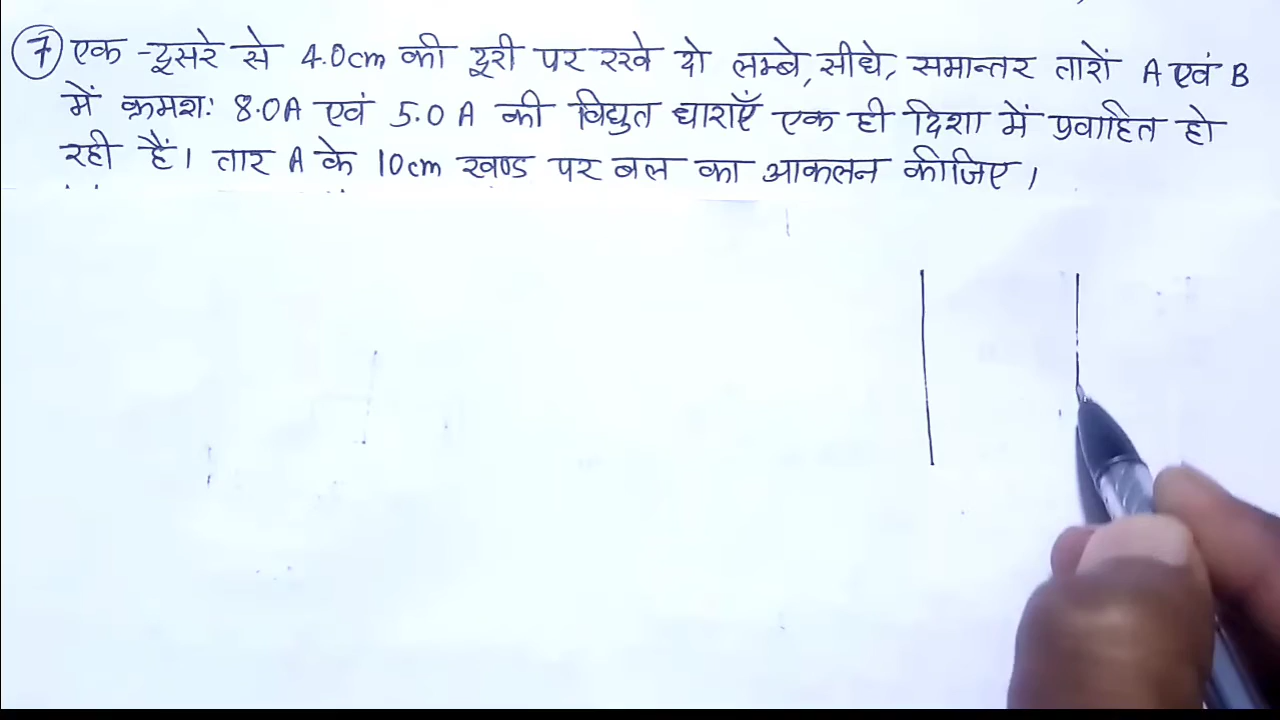 7 एक-दूसरे से 4.0cm की दूरी पर रखे दो लम्बे, सीधे, समान्तर तारों A एवं B
में क्रमश: 8.0A एवं 5.0 A की विद्युत धाराएँ एक ही दिशा में प्रवाहित हो
रही हैं। तार A के 10cm खण्ड पर बल का आकलन कीजिए।